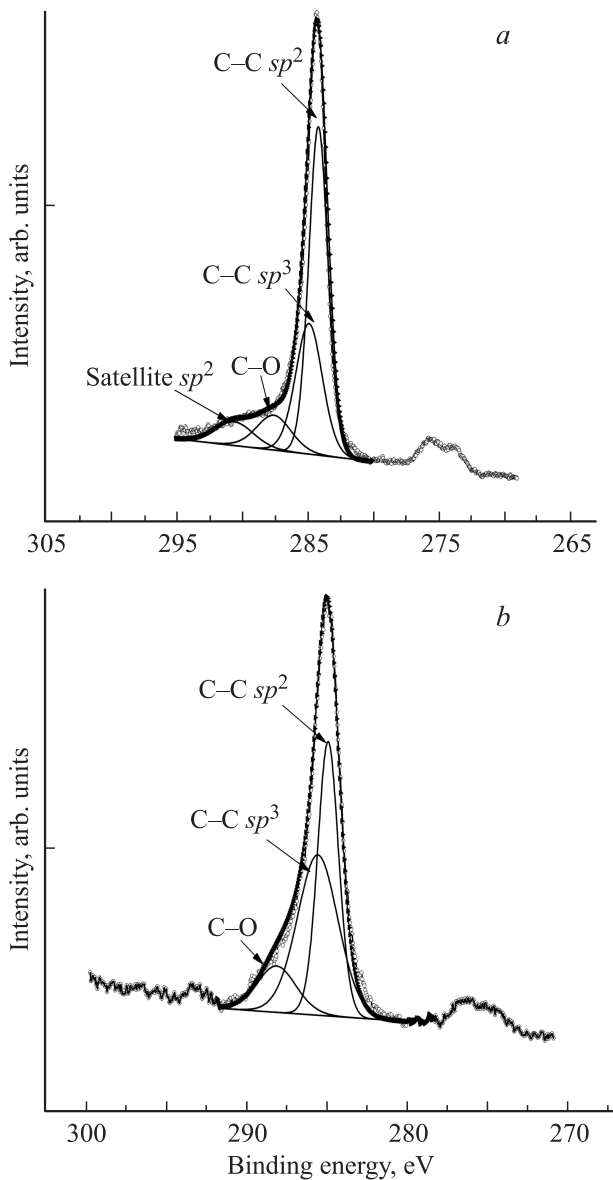 a
C–C sp2
C–C sp3
C–O
Satellite sp2
Intensity, arb. units
305 295 285 275 265
b
C–C sp2
C–C sp3
C–O
Intensity, arb. units
300 290 280 270
Binding energy, eV